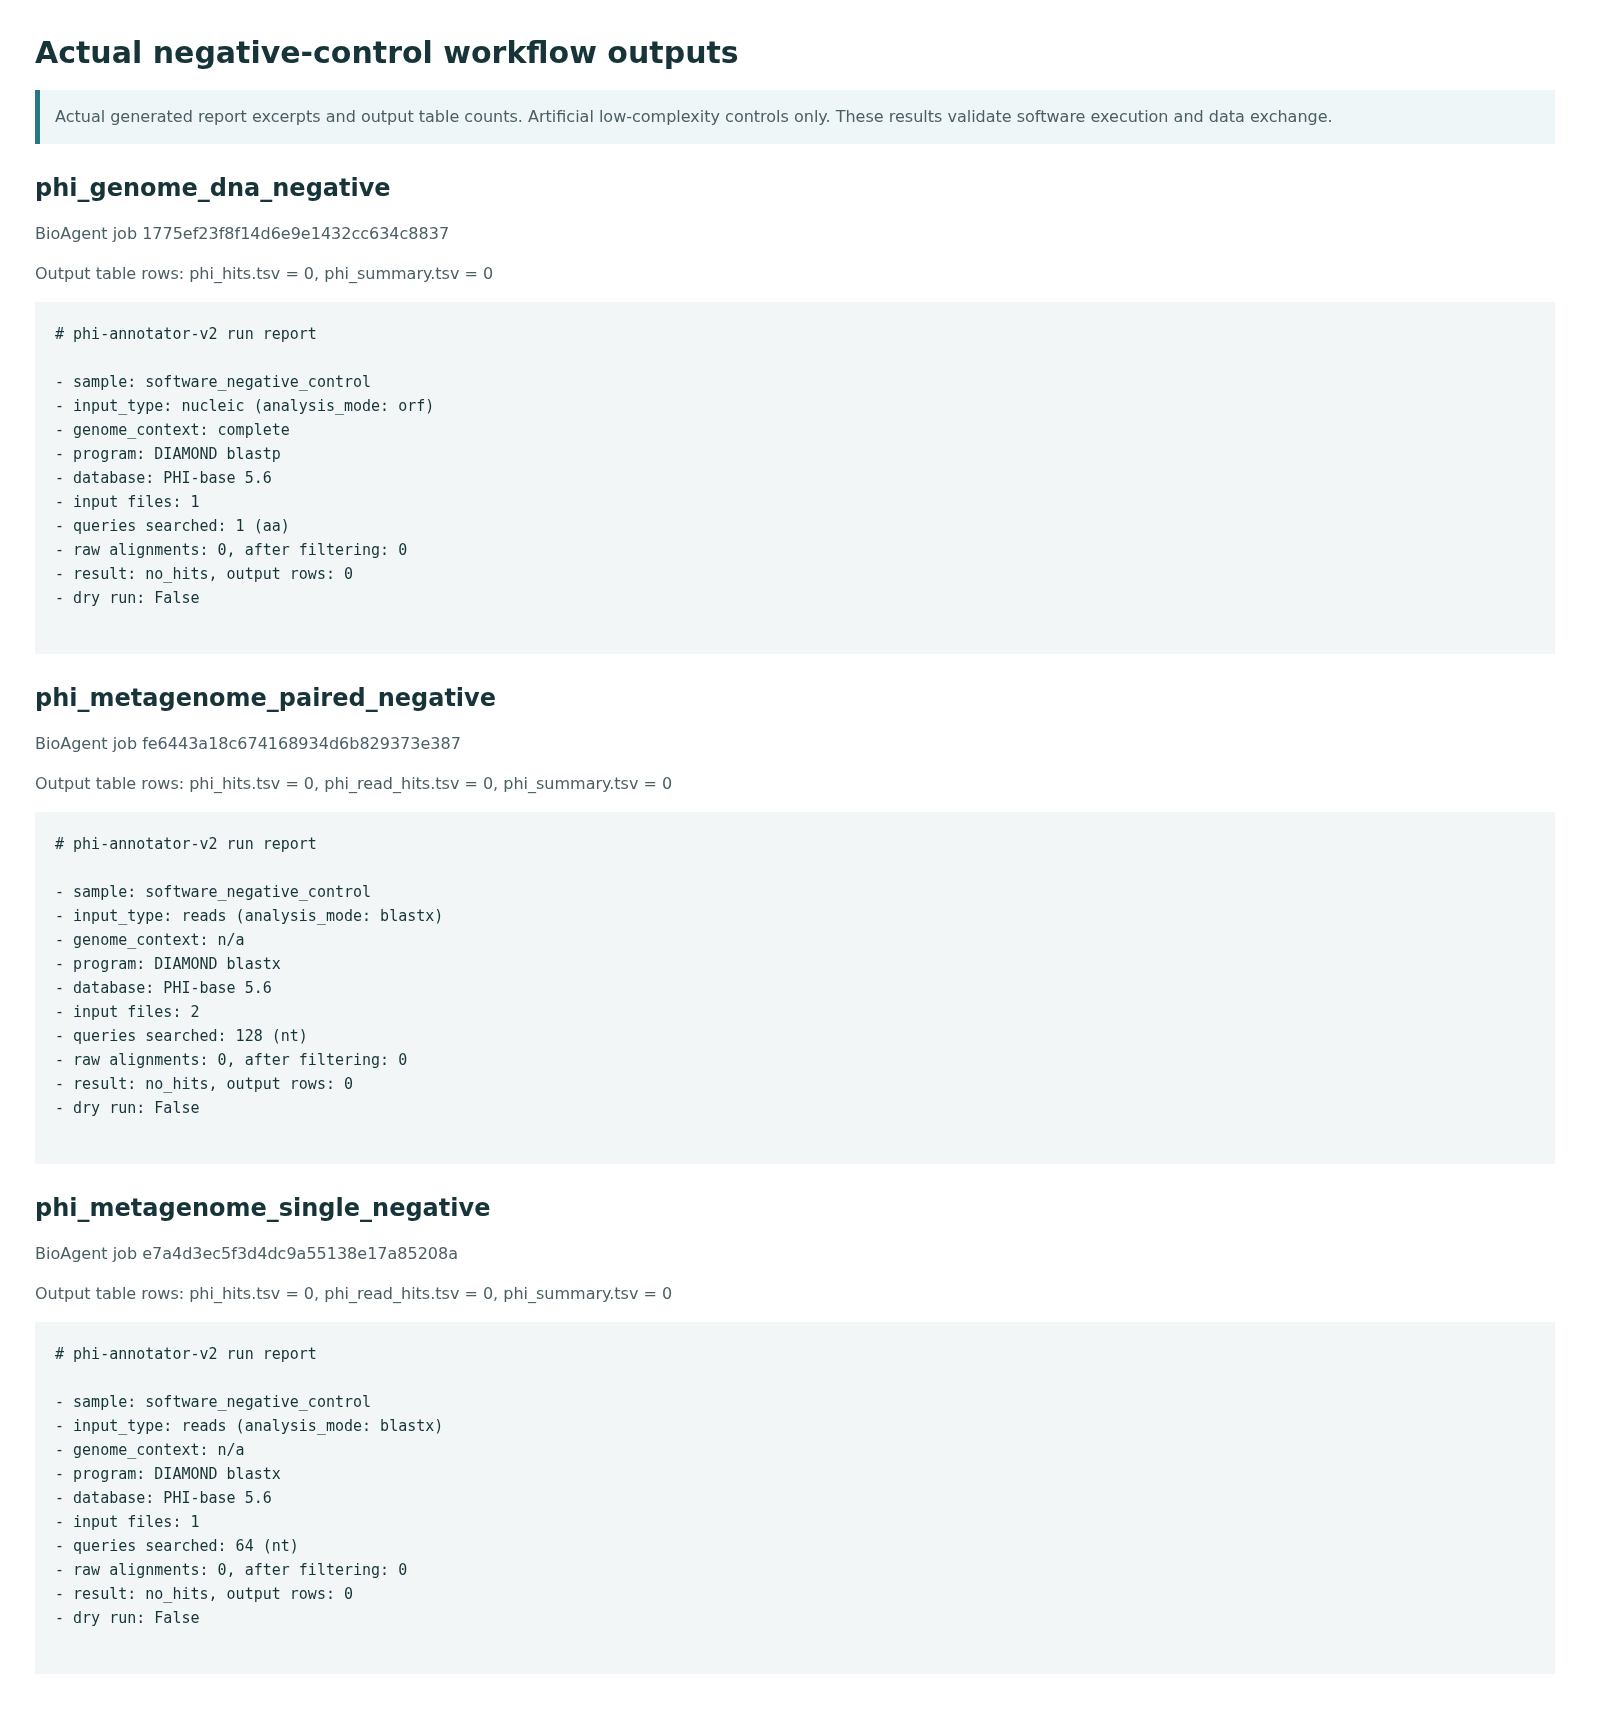 Actual negative-control workflow outputs
Actual generated report excerpts and output table counts. Artificial low-complexity controls only. These results validate software execution and data exchange.
phi_genome_dna_negative
BioAgent job 1775ef23f8f14d6e9e1432cc634c8837
Output table rows: phi_hits.tsv = 0, phi_summary.tsv = 0
# phi-annotator-v2 run report
- sample: software_negative_control
- input_type: nucleic (analysis_mode: orf)
- genome_context: complete
- program: DIAMOND blastp
- database: PHI-base 5.6
- input files: 1
- queries searched: 1 (aa)
- raw alignments: 0, after filtering: 0
- result: no_hits, output rows: 0
- dry run: False
phi_metagenome_paired_negative
BioAgent job fe6443a18c674168934d6b829373e387
Output table rows: phi_hits.tsv = 0, phi_read_hits.tsv = 0, phi_summary.tsv = 0
# phi-annotator-v2 run report
- sample: software_negative_control
- input_type: reads (analysis_mode: blastx)
- genome_context: n/a
- program: DIAMOND blastx
- database: PHI-base 5.6
- input files: 2
- queries searched: 128 (nt)
- raw alignments: 0, after filtering: 0
- result: no_hits, output rows: 0
- dry run: False
phi_metagenome_single_negative
BioAgent job e7a4d3ec5f3d4dc9a55138e17a85208a
Output table rows: phi_hits.tsv = 0, phi_read_hits.tsv = 0, phi_summary.tsv = 0
# phi-annotator-v2 run report
- sample: software_negative_control
- input_type: reads (analysis_mode: blastx)
- genome_context: n/a
- program: DIAMOND blastx
- database: PHI-base 5.6
- input files: 1
- queries searched: 64 (nt)
- raw alignments: 0, after filtering: 0
- result: no_hits, output rows: 0
- dry run: False